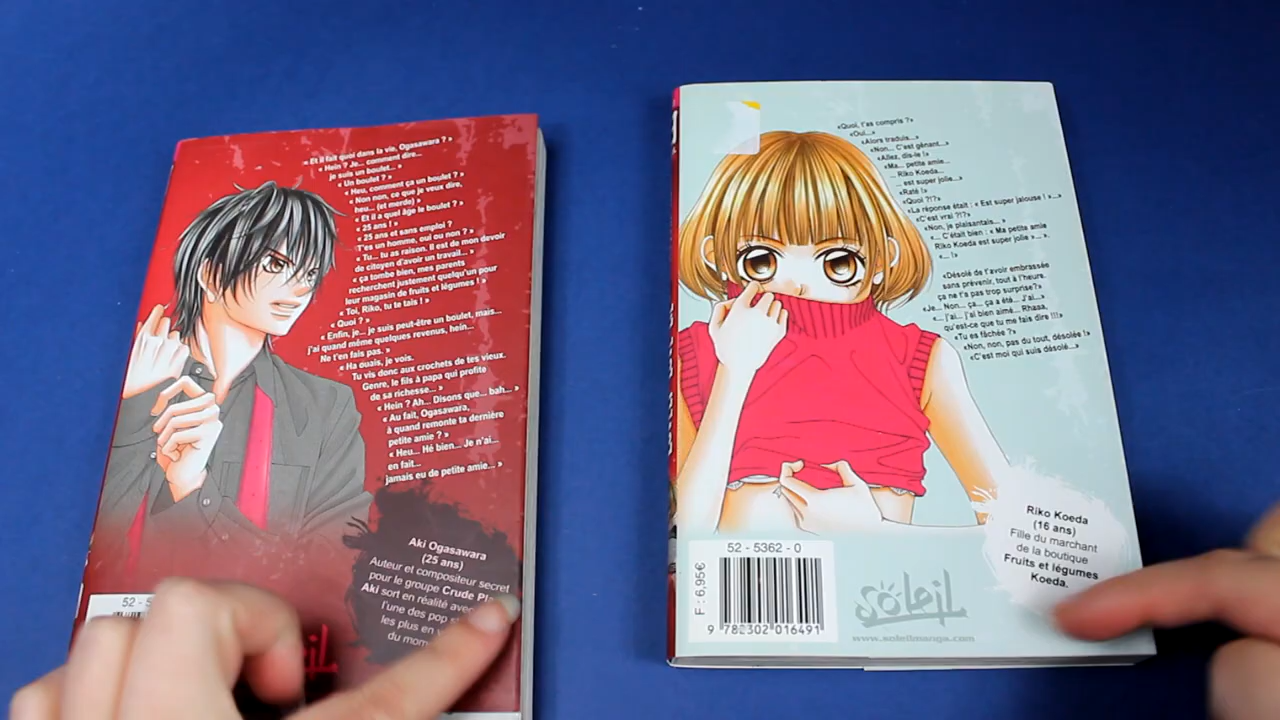 « Et il fait quoi dans la vie, Ogasawara ? »
« Hein ? Je... comment dire...
je suis un boulet... »
« Un boulet ? »
« Heu, comment ça un boulet ? »
« Non non, ce que je veux dire,
heu... (et merde) »
« Et il a quel âge le boulet ? »
« 25 ans ! »
« 25 ans et sans emploi ?
T'es un homme, oui ou non ? »
« Tu... tu as raison. Il est de mon devoir
de citoyen d'avoir un travail... »
« ça tombe bien, mes parents
recherchent justement quelqu'un pour
leur magasin de fruits et légumes ! »
« Toi, Riko, tu te tais ! »
« Quoi ? »
« Enfin, je... je suis peut-être un boulet, mais...
j'ai quand même quelques revenus, hein...
Ne t'en fais pas. »
« Ha ouais, je vois.
Tu vis donc aux crochets de tes vieux.
Genre, le fils à papa qui profite
de sa richesse... »
« Hein ? Ah... Disons que... bah... »
« Au fait, Ogasawara,
à quand remonte ta dernière
petite amie ? »
« Heu... Hé bien... Je n'ai...
en fait...
jamais eu de petite amie... »
Aki Ogasawara
(25 ans)
Auteur et compositeur secret
pour le groupe Crude
Aki sort en réalité
l'une des pop
les plus en
du
52 - 5
«Quoi, t'as compris ?»
«Oui...»
«Alors traduis...»
«Non... C'est gênant...»
«Allez, dis-le !»
«Ma... petite amie...
... Riko Koeda...
... est super jolie...»
«Raté !»
«Quoi ?!?»
«La réponse était : « Est super jalouse ! »...»
«C'est vrai ?!?»
«Non, je plaisantais... »
«... C'était bien : « Ma petite amie
Riko Koeda est super jolie »... ».
«... !»
«Désolé de t'avoir embrassée
sans prévenir, tout à l'heure.
ça ne t'a pas trop surprise?»
«Je... Non... ça... ça a été... J'ai...»
«... j'ai... j'ai bien aimé... Rhaaa,
qu'est-ce que tu me fais dire !!!»
«Tu es fâchée ?»
«Non, non, pas du tout, désolée !»
«C'est moi qui suis désolé...»
Riko Koeda
(16 ans)
Fille du marchant
de la boutique
Fruits et légumes
Koeda.
52 - 5362 - 0
F : 6,95€
9 782302 016491
soleil
www.soleilmanga.com